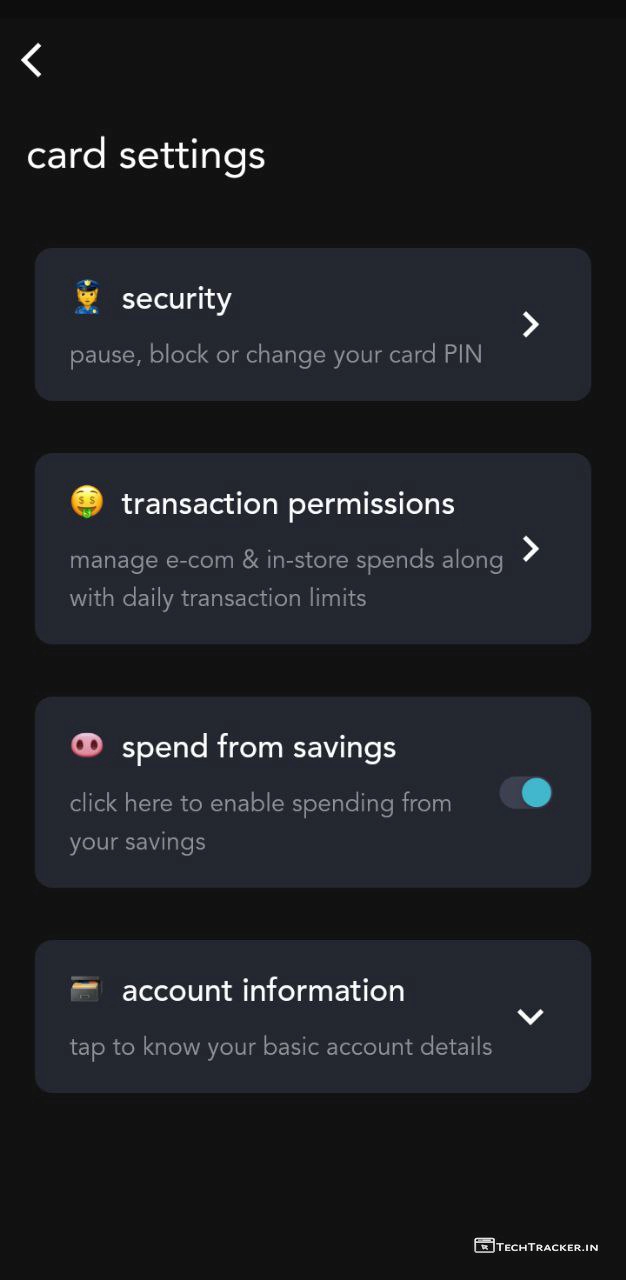 card settings
security
pause, block or change your card PIN
transaction permissions
manage e-com & in-store spends along
with daily transaction limits
spend from savings
click here to enable spending from
your savings
account information
tap to know your basic account details
TECHTRACKER.IN